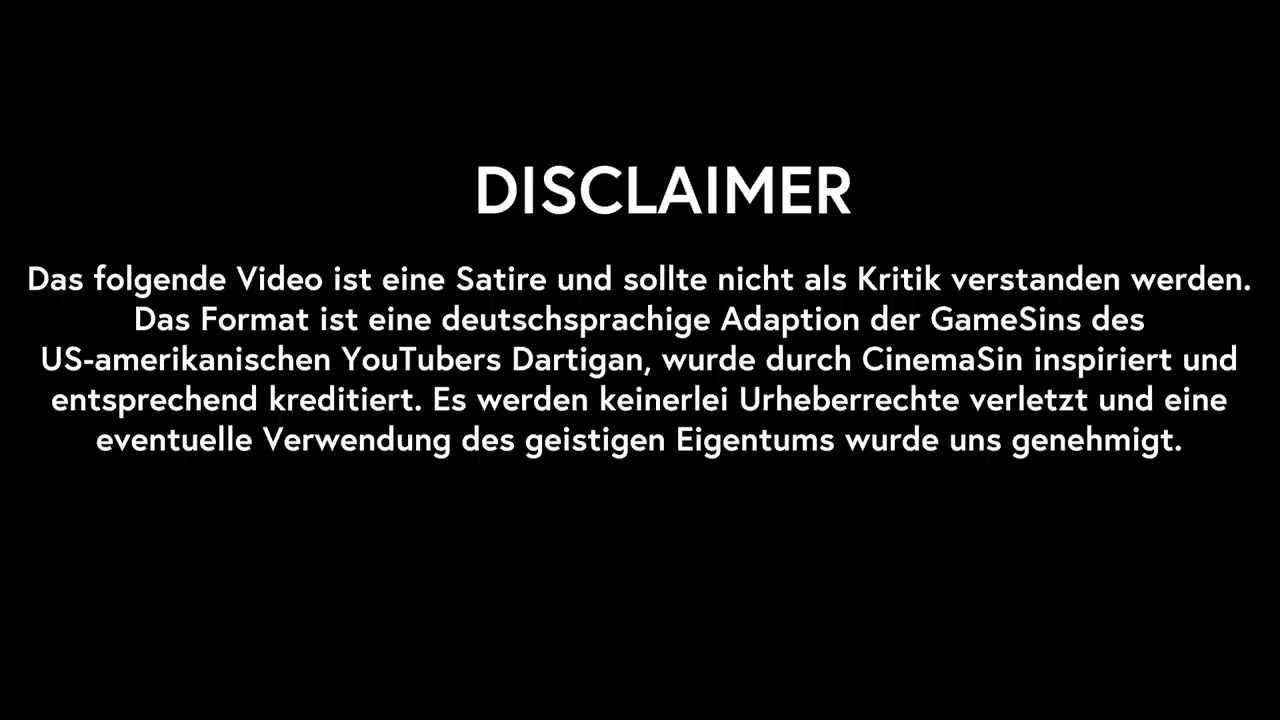 DISCLAIMER
Das folgende Video ist eine Satire und sollte nicht als Kritik verstanden werden.
Das Format ist eine deutschsprachige Adaption der GameSins des
US-amerikanischen YouTubers Dartigan, wurde durch CinemaSin inspiriert und
entsprechend kreditiert. Es werden keinerlei Urheberrechte verletzt und eine
eventuelle Verwendung des geistigen Eigentums wurde uns genehmigt.